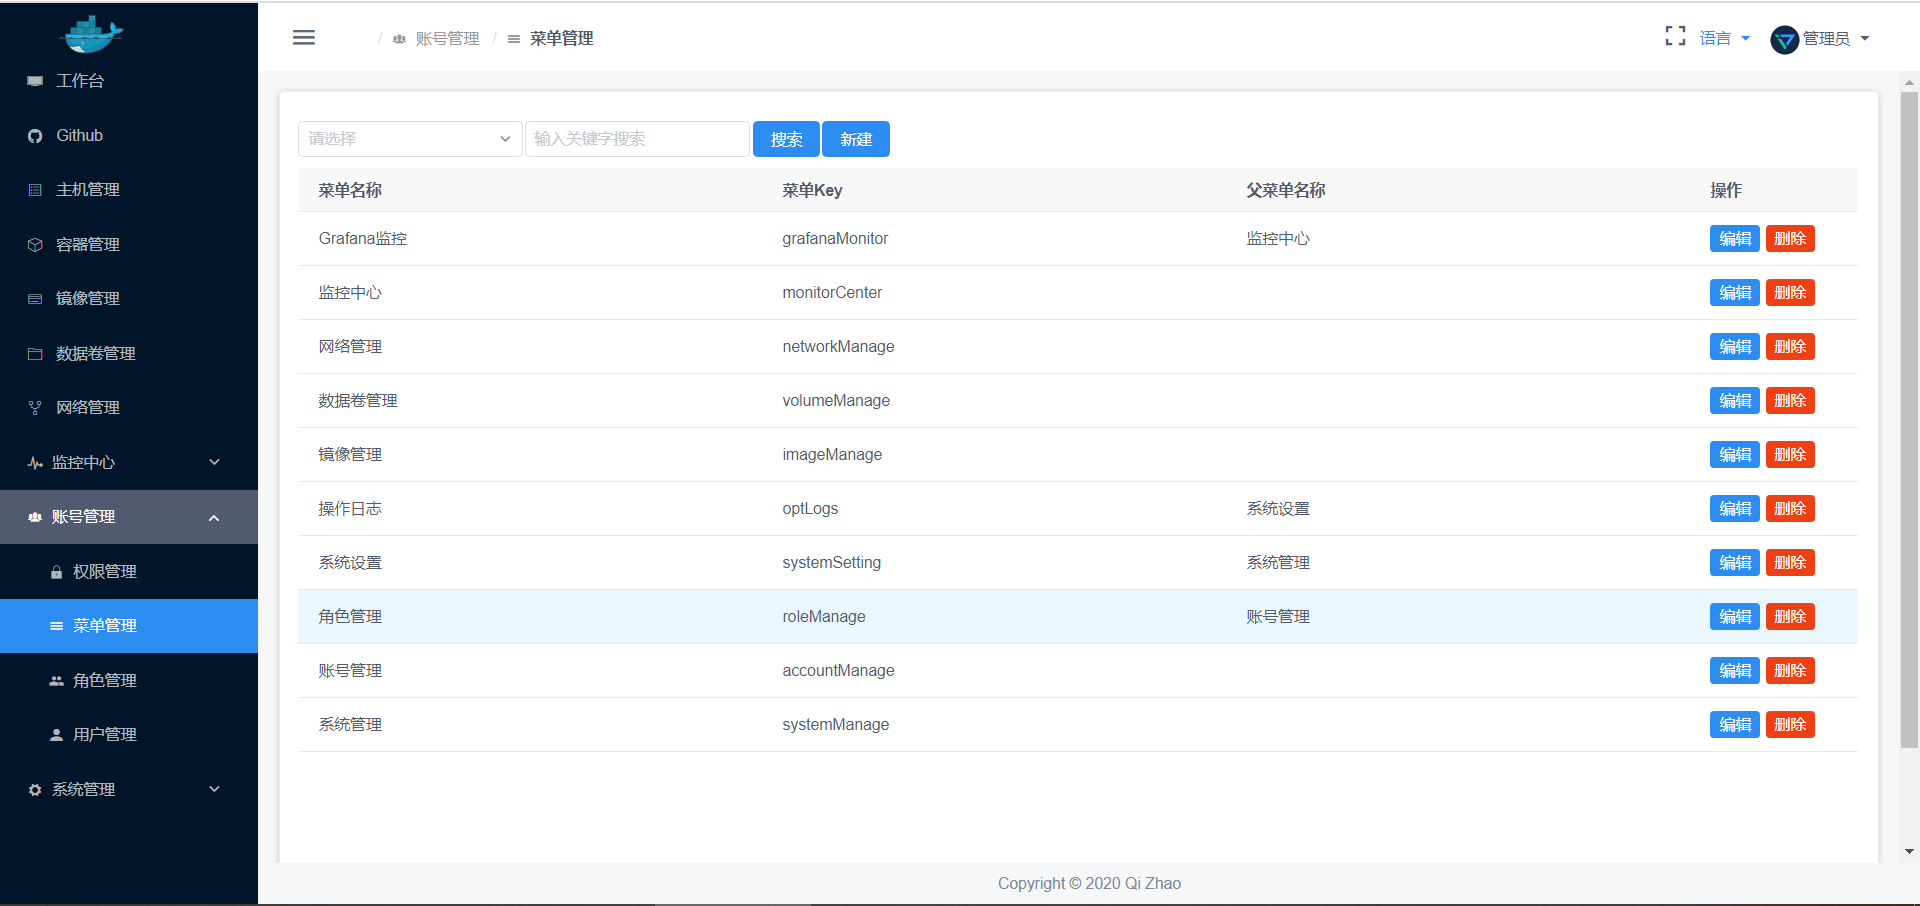 工作台
Github
主机管理
容器管理
镜像管理
数据卷管理
网络管理
监控中心
账号管理
权限管理
菜单管理
角色管理
用户管理
系统管理
/ 账号管理 / 菜单管理
语言 管理员
请选择 输入关键字搜索 搜索 新建
菜单名称 菜单Key 父菜单名称 操作
Grafana监控 grafanaMonitor 监控中心 编辑 删除
监控中心 monitorCenter 编辑 删除
网络管理 networkManage 编辑 删除
数据卷管理 volumeManage 编辑 删除
镜像管理 imageManage 编辑 删除
操作日志 optLogs 系统设置 编辑 删除
系统设置 systemSetting 系统管理 编辑 删除
角色管理 roleManage 账号管理 编辑 删除
账号管理 accountManage 编辑 删除
系统管理 systemManage 编辑 删除
Copyright © 2020 Qi Zhao